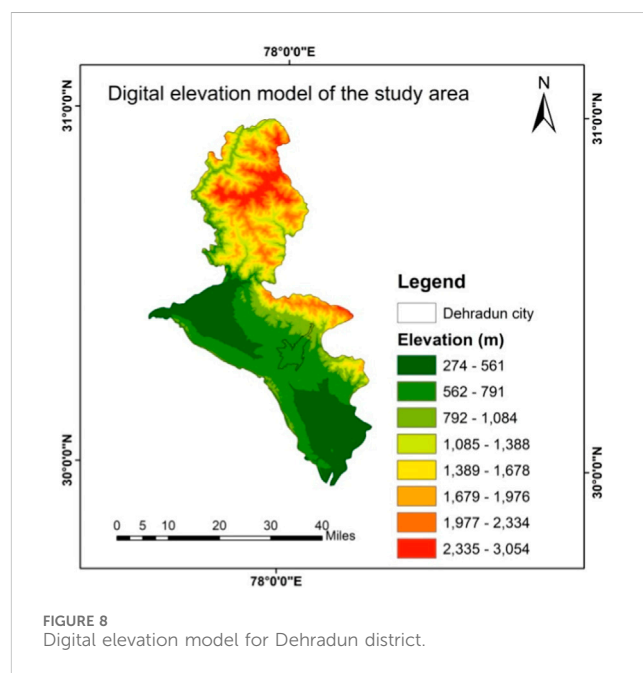 78°0'0"E
Digital elevation model of the study area
N
31°0'0"N
31°0'0"N
Legend
Dehradun city
Elevation (m)
274 - 561
562 - 791
792 - 1,084
1,085 - 1,388
1,389 - 1,678
1,679 - 1,976
1,977 - 2,334
2,335 - 3,054
30°0'0"N
30°0'0"N
0 5 10 20 30 40
Miles
78°0'0"E
FIGURE 8
Digital elevation model for Dehradun district.